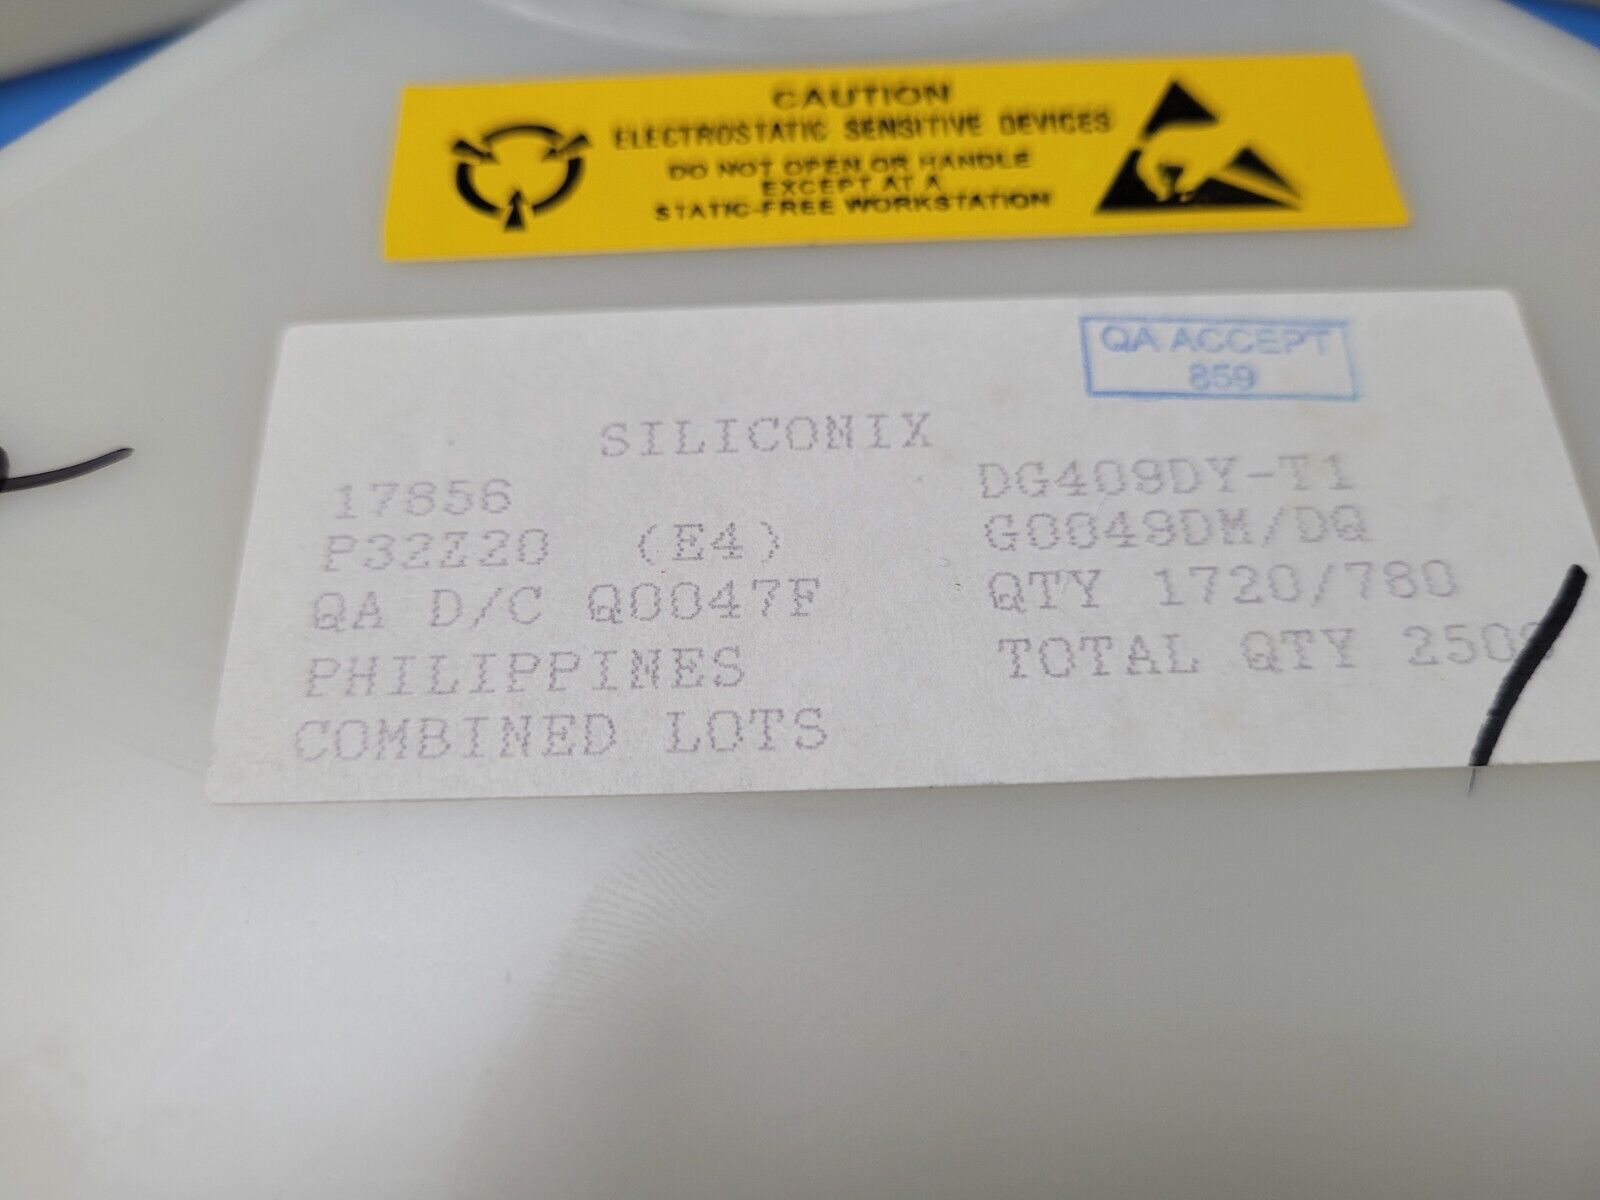 CAUTION
ELECTROSTATIC SENSITIVE DEVICES
DO NOT OPEN OR HANDLE
EXCEPT AT A
STATIC-FREE WORKSTATION
QA ACCEPT
859
SILICONIX
17856
DG409DY-T1
P32Z20 (E4)
G0049DM/DQ
QA D/C Q0047F
QTY 1720/780
PHILIPPINES
TOTAL QTY
COMBINED LOTS